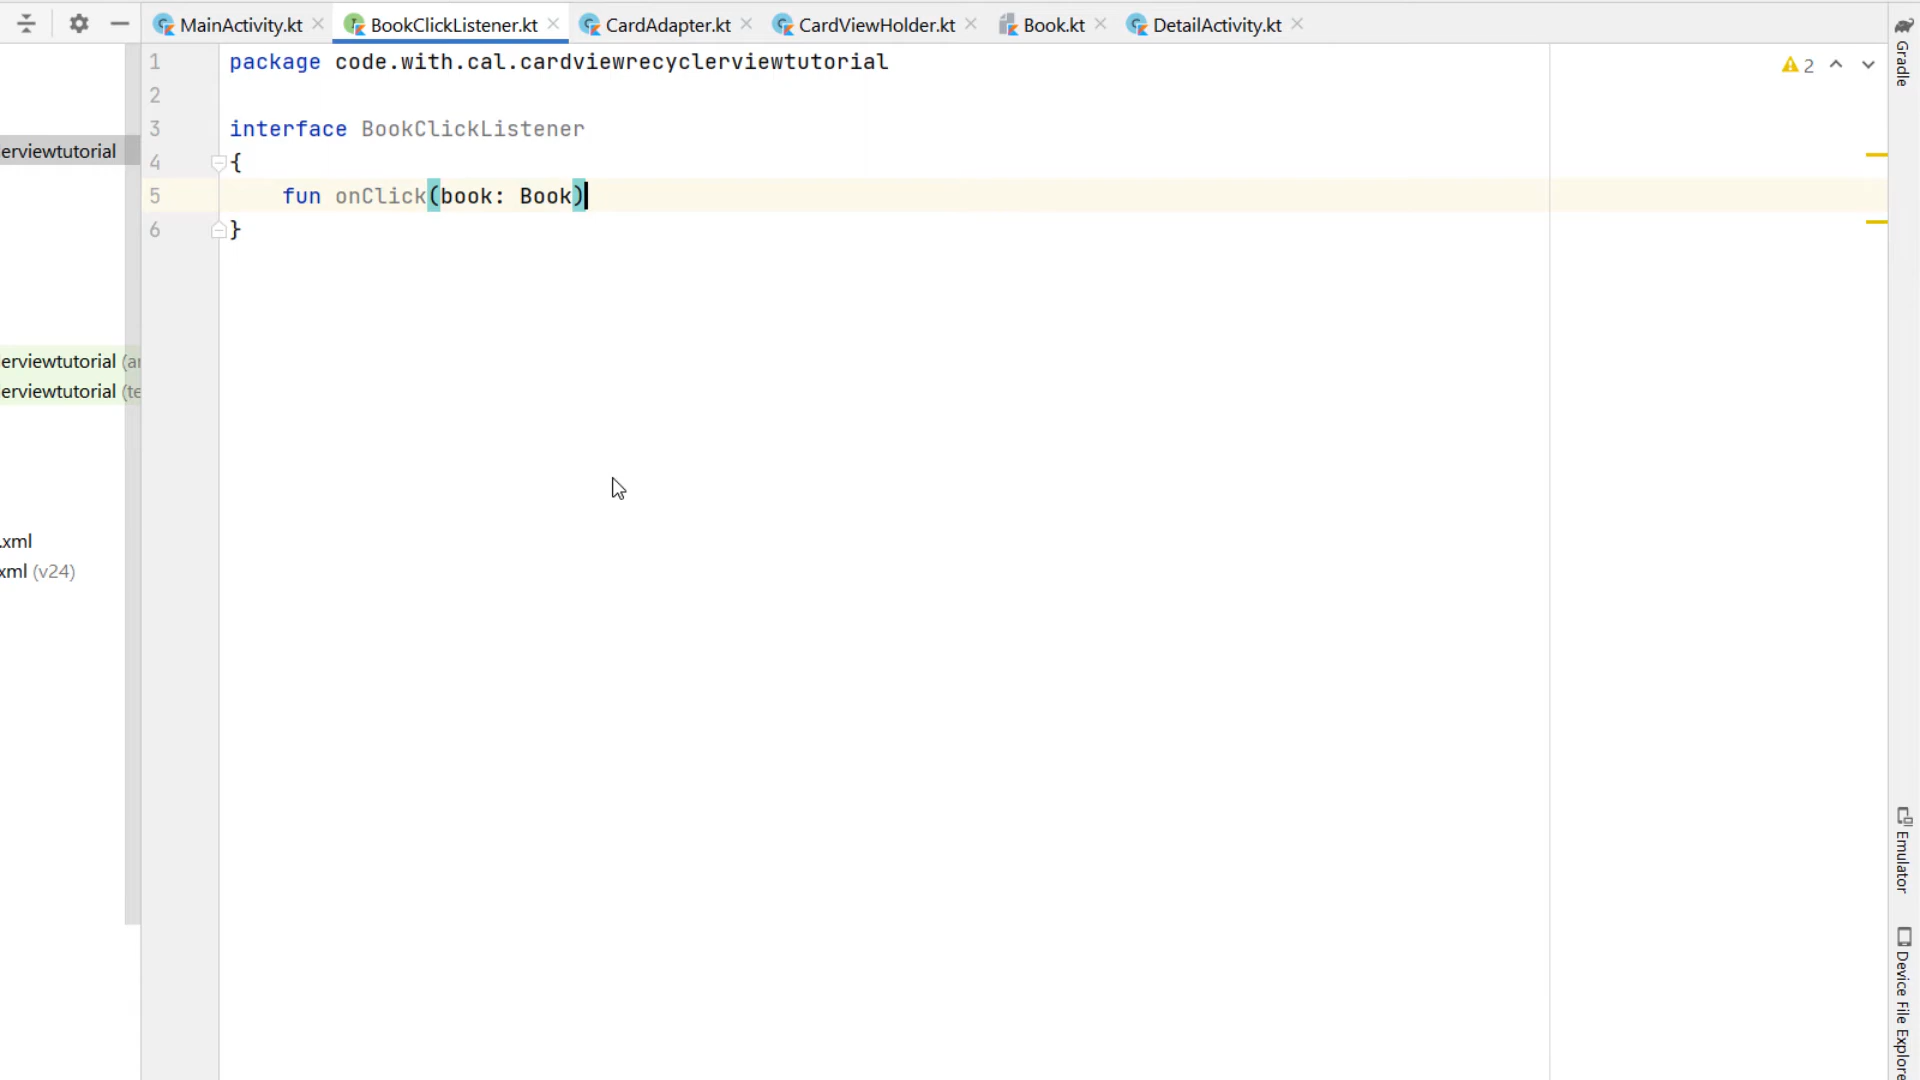 MainActivity.kt BookClickListener.kt CardAdapter.kt CardViewHolder.kt Book.kt DetailActivity.kt
1 package code.with.cal.cardviewrecyclerviewtutorial
2
3 interface BookClickListener
4 {
5 fun onClick(book: Book)
6 }
2
erviewtutorial
erviewtutorial (ar
erviewtutorial (te
.xml
xml (v24)
Gradle
Emulator
Device File Explore